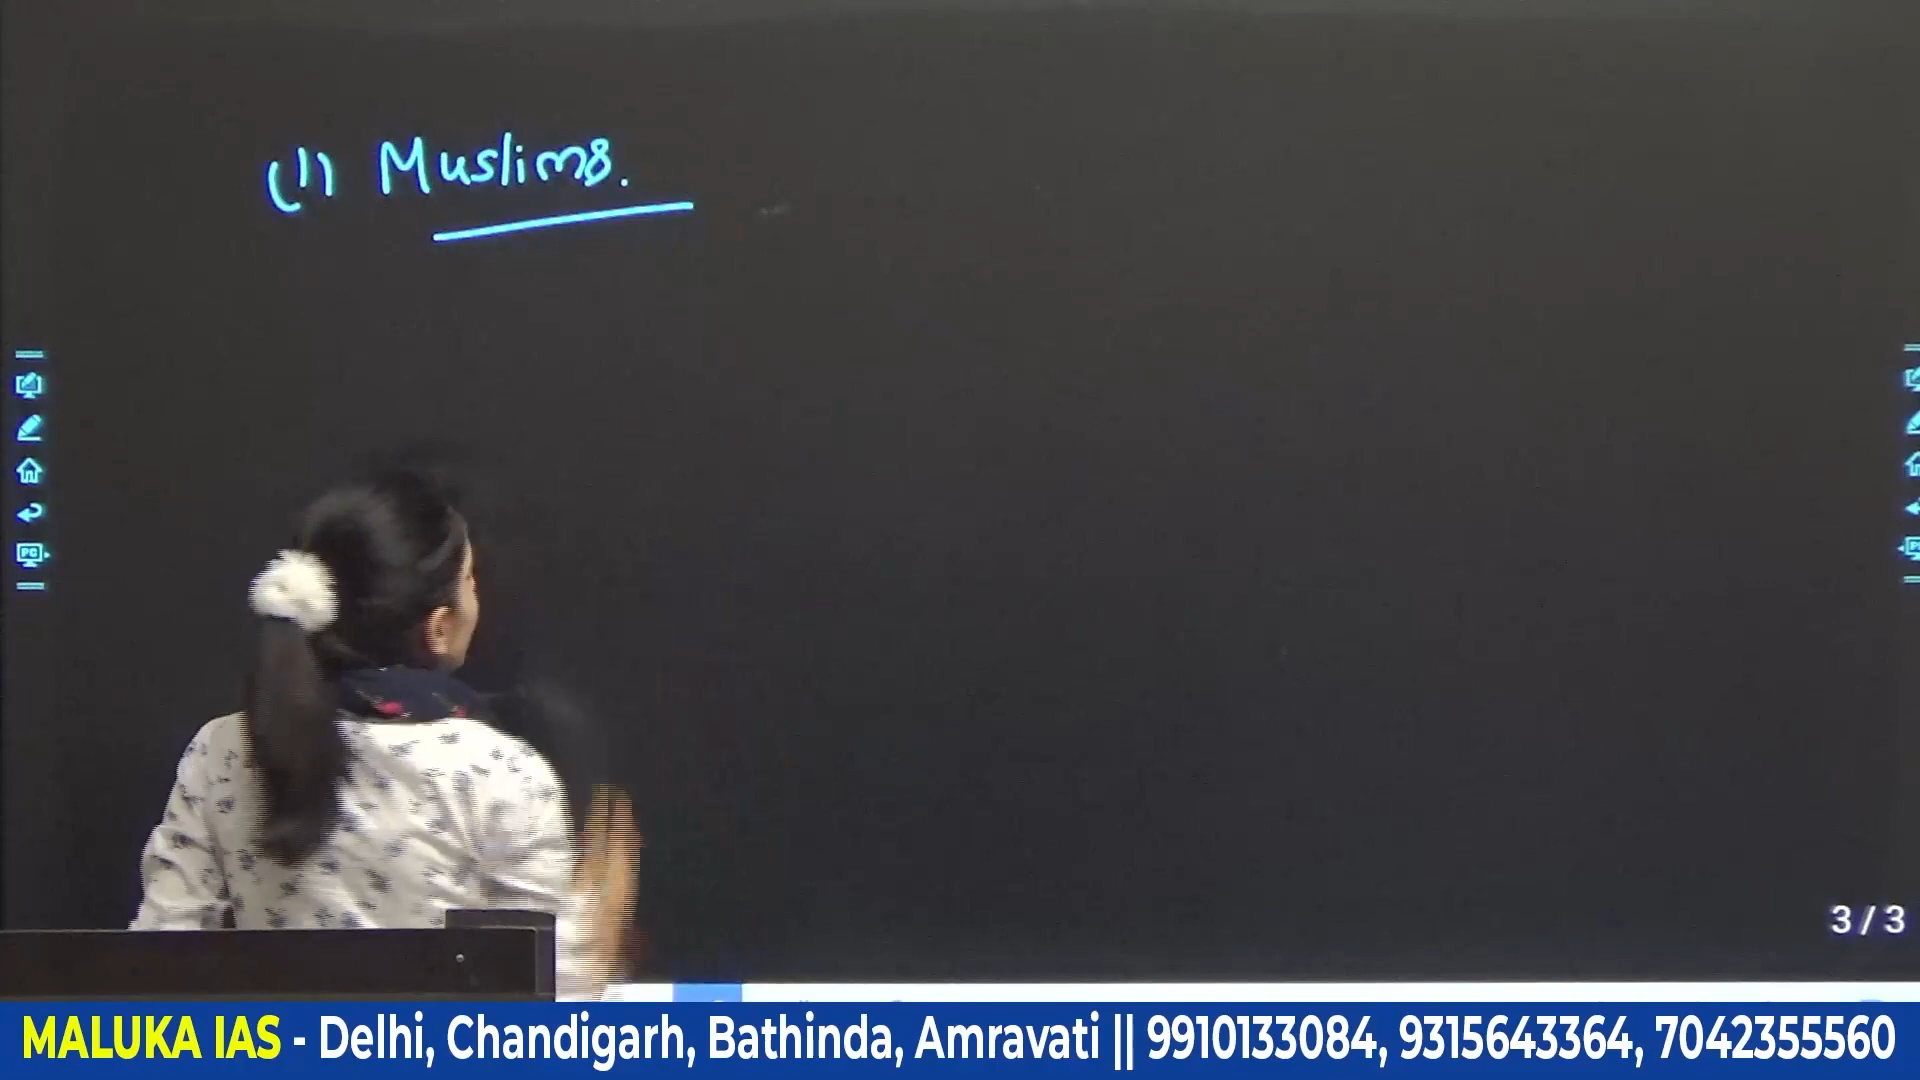 (1) Muslims.
3 / 3
MALUKA IAS - Delhi, Chandigarh, Bathinda, Amravati || 9910133084, 9315643364, 7042355560